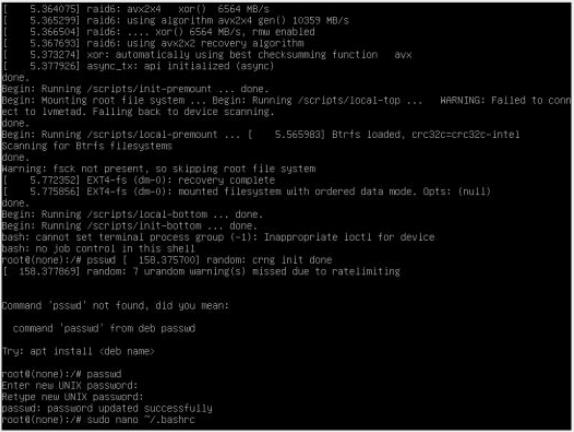 [    5.364075] raid6: avx2x4   xor()  6564 MB/s
[    5.365299] raid6: using algorithm avx2x4 gen() 10359 MB/s
[    5.366504] raid6: .... xor() 6564 MB/s, rmw enabled
[    5.367693] raid6: using avx2x2 recovery algorithm
[    5.373274] xor: automatically using best checksumming function   avx
[    5.377926] async_tx: api initialized (async)
done.
Begin: Running /scripts/init-premount ... done.
Begin: Mounting root file system ... Begin: Running /scripts/local-top ...   WARNING: Failed to conn
ect to lvmetad. Falling back to device scanning.
done.
Begin: Running /scripts/local-premount ... [    5.565983] Btrfs loaded, crc32c=crc32c-intel
Scanning for Btrfs filesystems
done.
Warning: fsck not present, so skipping root file system
[    5.772352] EXT4-fs (dm-0): recovery complete
[    5.775856] EXT4-fs (dm-0): mounted filesystem with ordered data mode. Opts: (null)
done.
Begin: Running /scripts/local-bottom ... done.
Begin: Running /scripts/init-bottom ... done.
bash: cannot set terminal process group (-1): Inappropriate ioctl for device
bash: no job control in this shell
root@(none):/# psswd [  158.375700] random: crng init done
[  158.377869] random: 7 urandom warning(s) missed due to ratelimiting
Command 'psswd' not found, did you mean:
command 'passwd' from deb passwd
Try: apt install <deb name>
root@(none):/# passwd
Enter new UNIX password:
Retype new UNIX password:
passwd: password updated successfully
root@(none):/# sudo nano ~/.bashrc